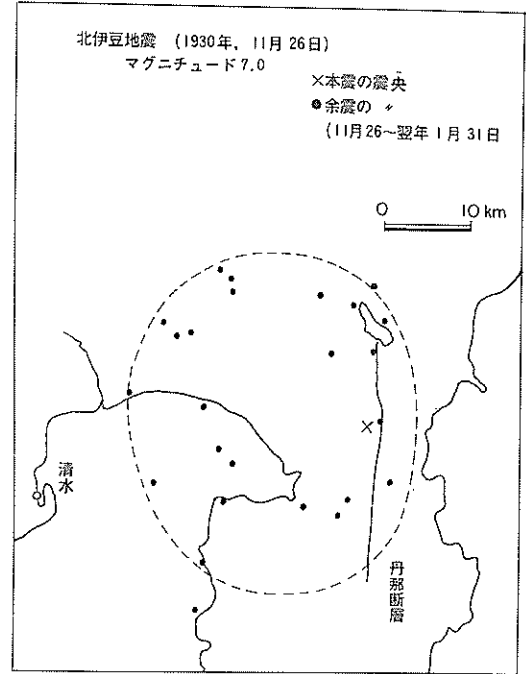 北伊豆地震 (1930年, 11月26日)
マグニチュード7.0
×本震の震央
●余震の 〃
(11月26~翌年1月31日
0 10 km
清水
丹那断層